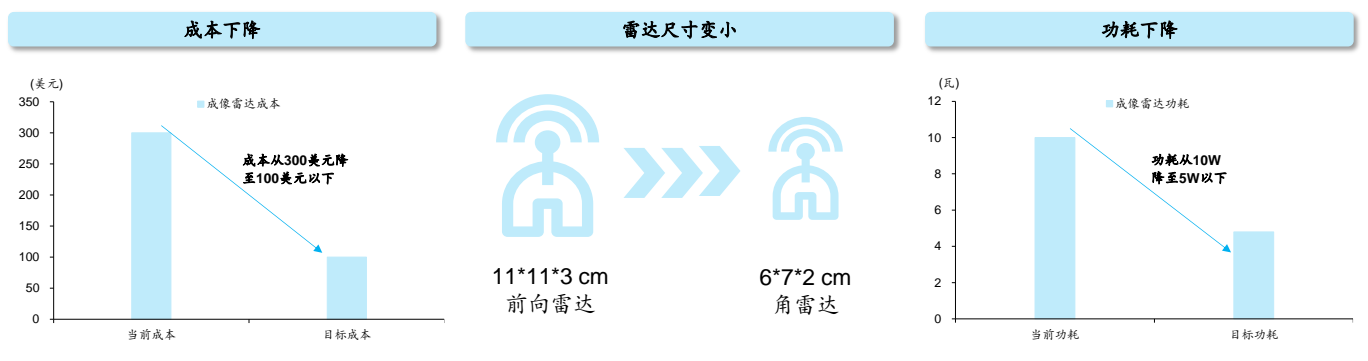 成本下降
(美元)
350
300
250
200
150
100
50
0
成像雷达成本
成本从300美元降
至100美元以下
当前成本
目标成本
雷达尺寸变小
11*11*3 cm
前向雷达
6*7*2 cm
角雷达
功耗下降
(瓦)
12
10
8
6
4
2
0
成像雷达功耗
功耗从10W
降至5W以下
当前功耗
目标功耗